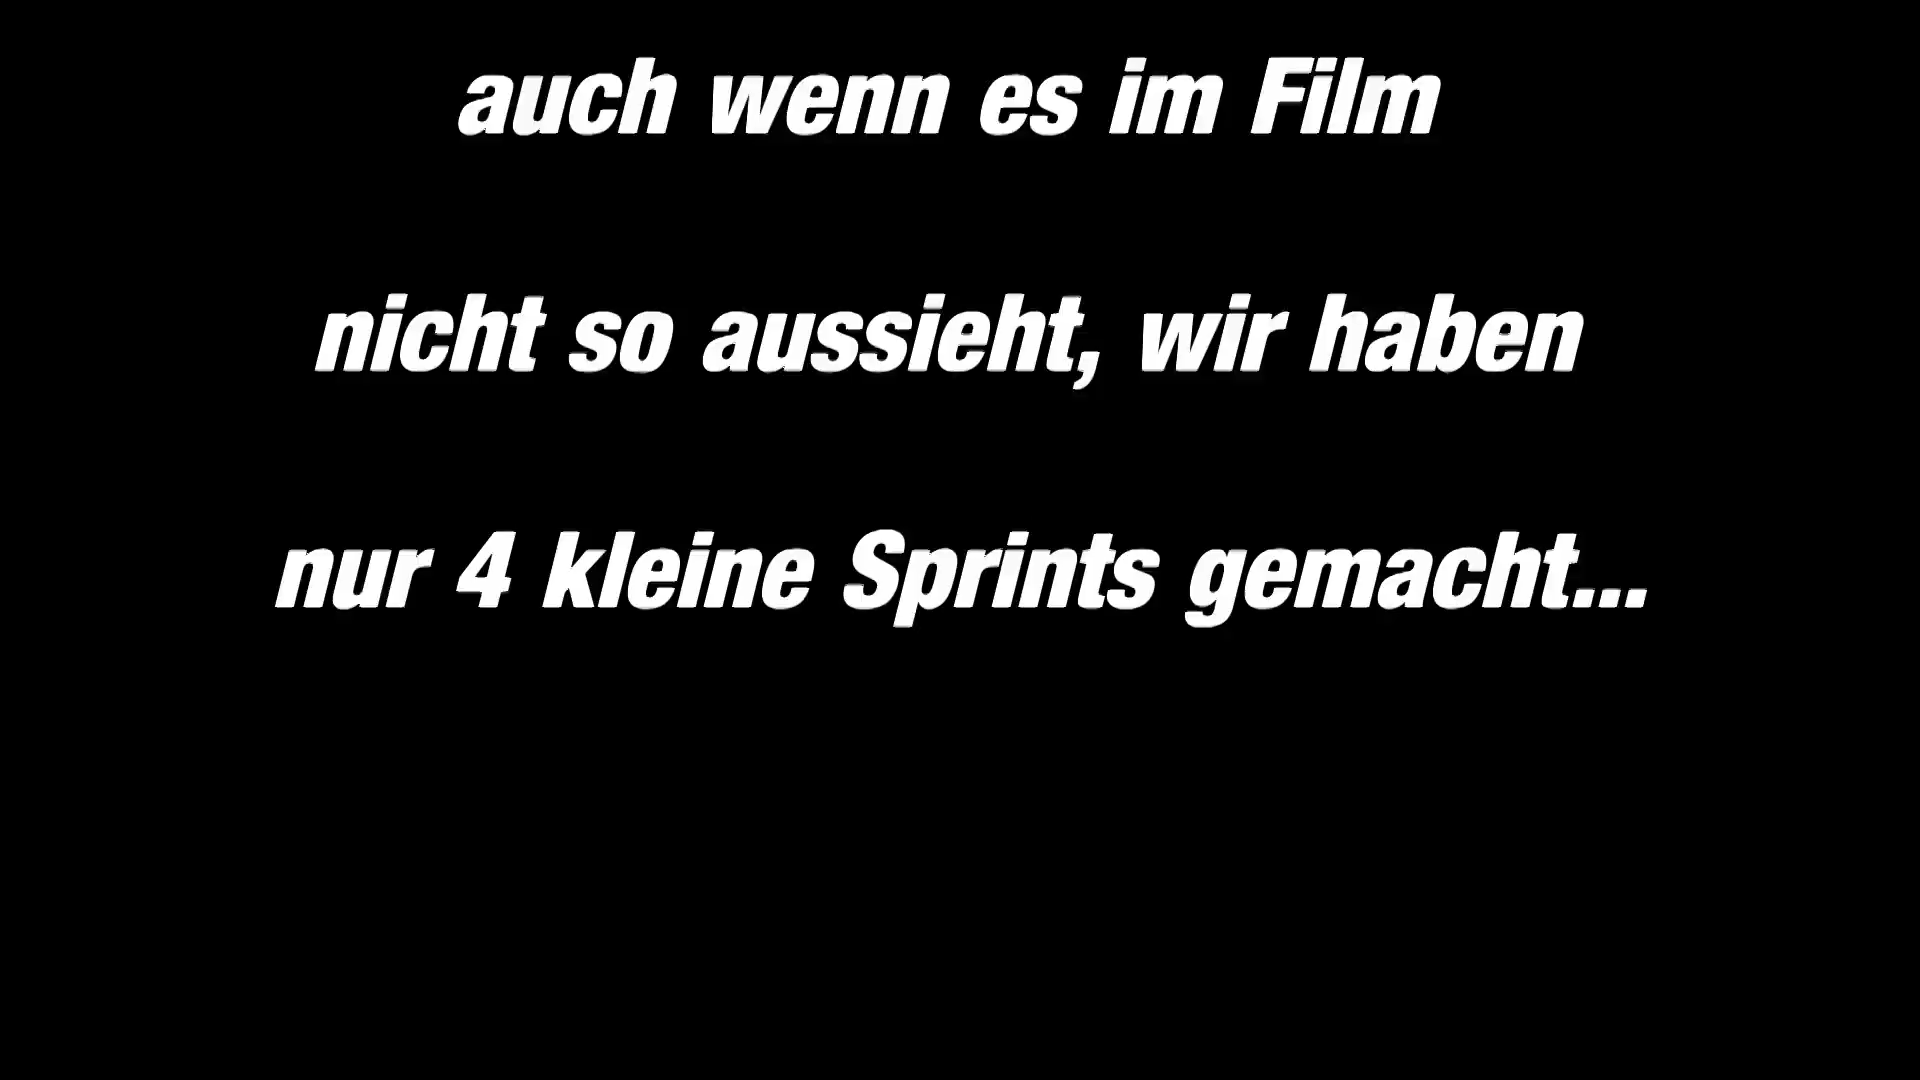 auch wenn es im Film
nicht so aussieht, wir haben
nur 4 kleine Sprints gemacht...